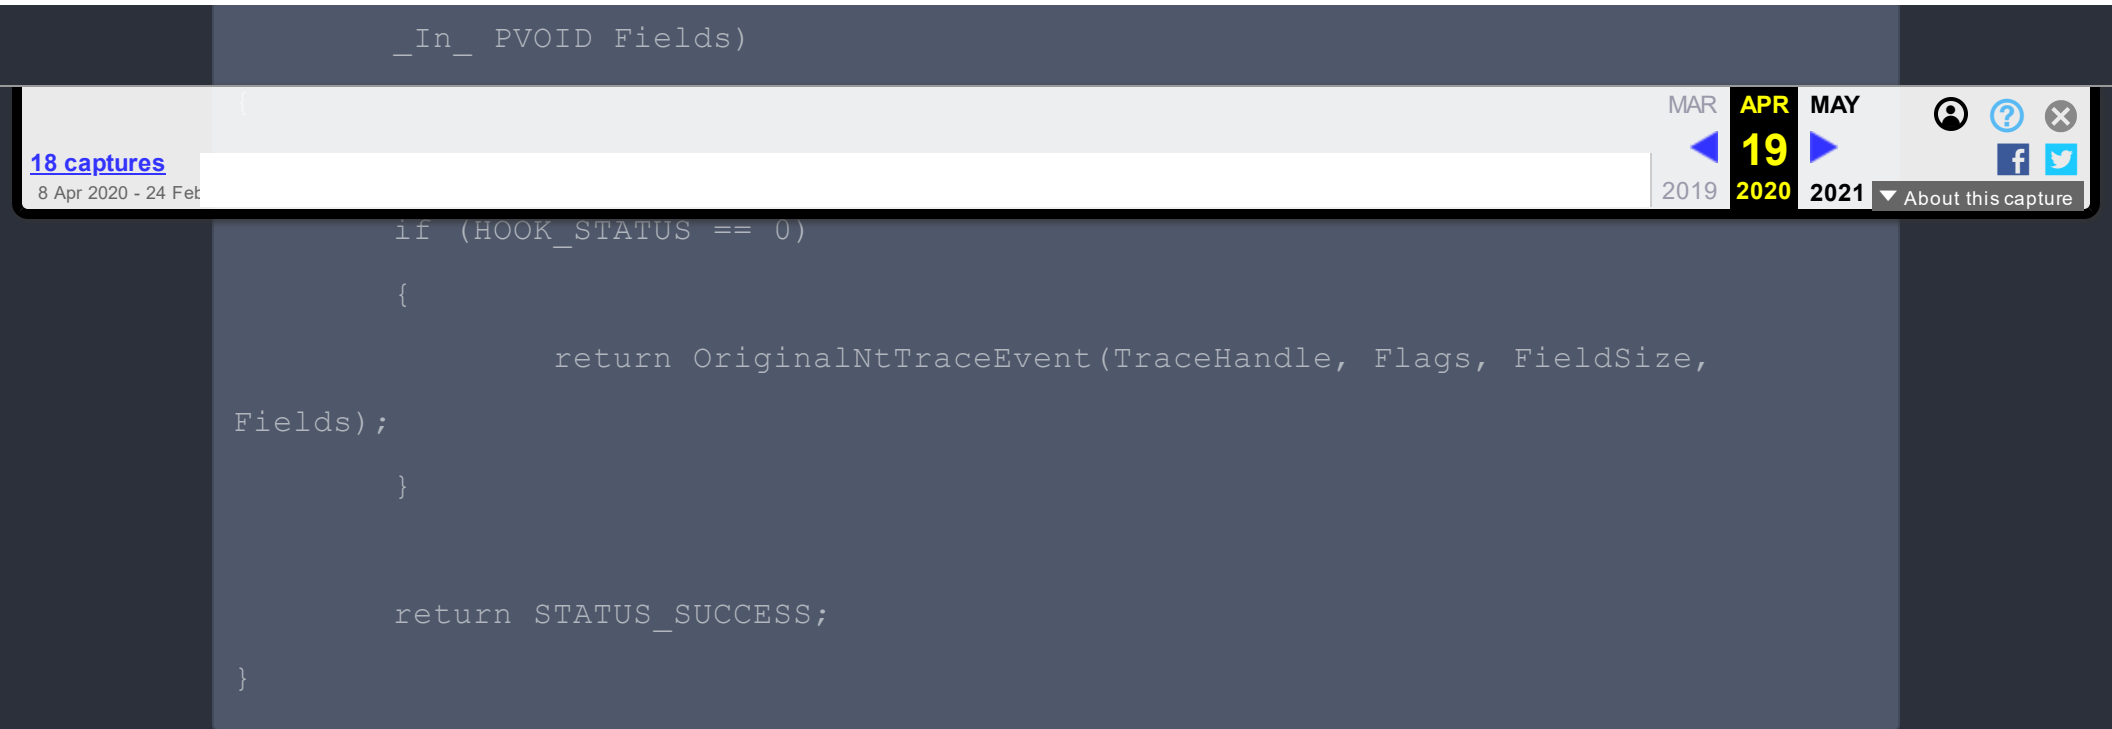 _In_ PVOID Fields)
{
MAR APR MAY
18 captures
19
8 Apr 2020 - 24 Feb
2019 2020 2021
About this capture
if (HOOK_STATUS == 0)
{
return OriginalNtTraceEvent(TraceHandle, Flags, FieldSize,
Fields);
}
return STATUS_SUCCESS;
}